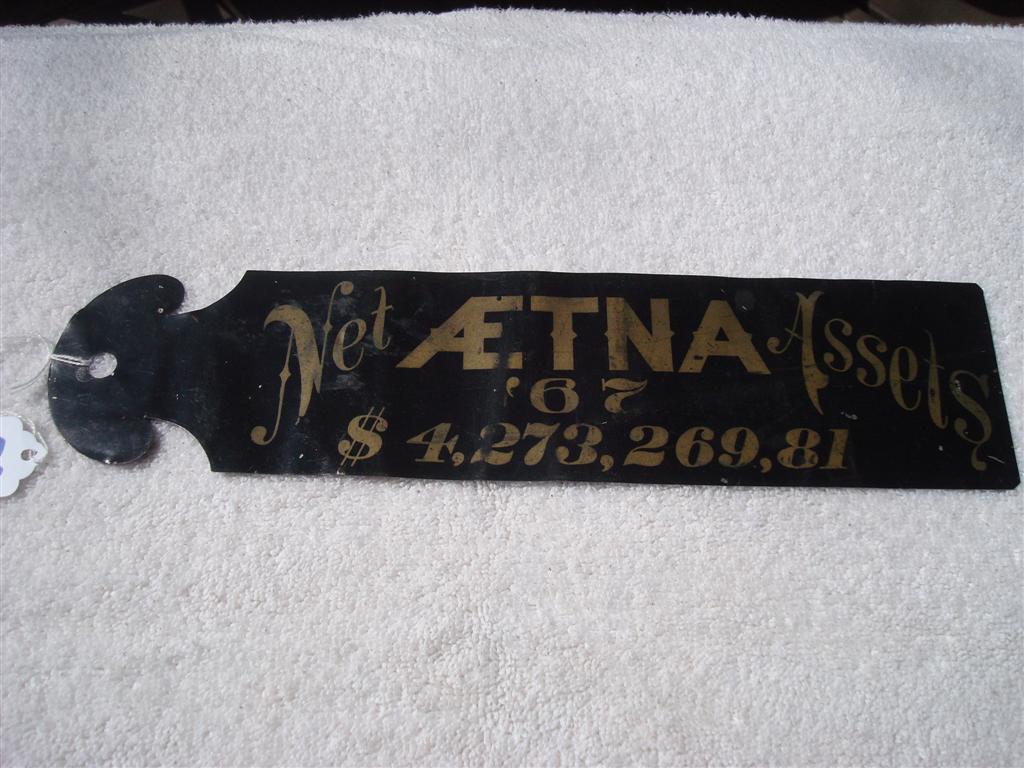 Net ÆTNA Assets
'67
$ 4,273,269,81